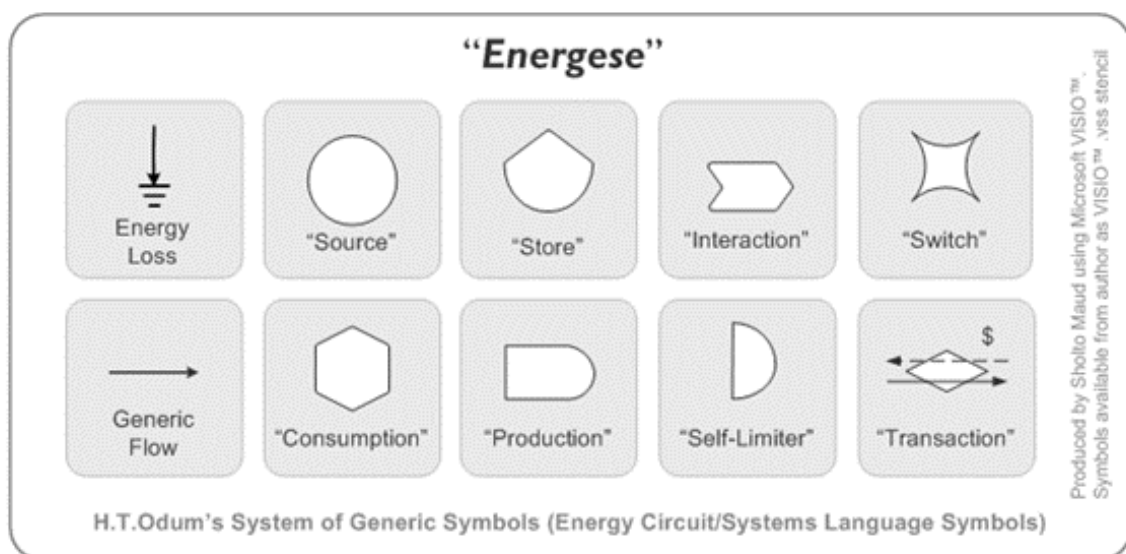 “Energese”
Energy
Loss
“Source”
“Store”
“Interaction”
“Switch”
Generic
Flow
“Consumption”
“Production”
“Self-Limiter”
$
“Transaction”
H.T.Odum’s System of Generic Symbols (Energy Circuit/Systems Language Symbols)
Produced by Sholto Maud using Microsoft VISIO™.
Symbols available from author as VISIO™ .vss stencil